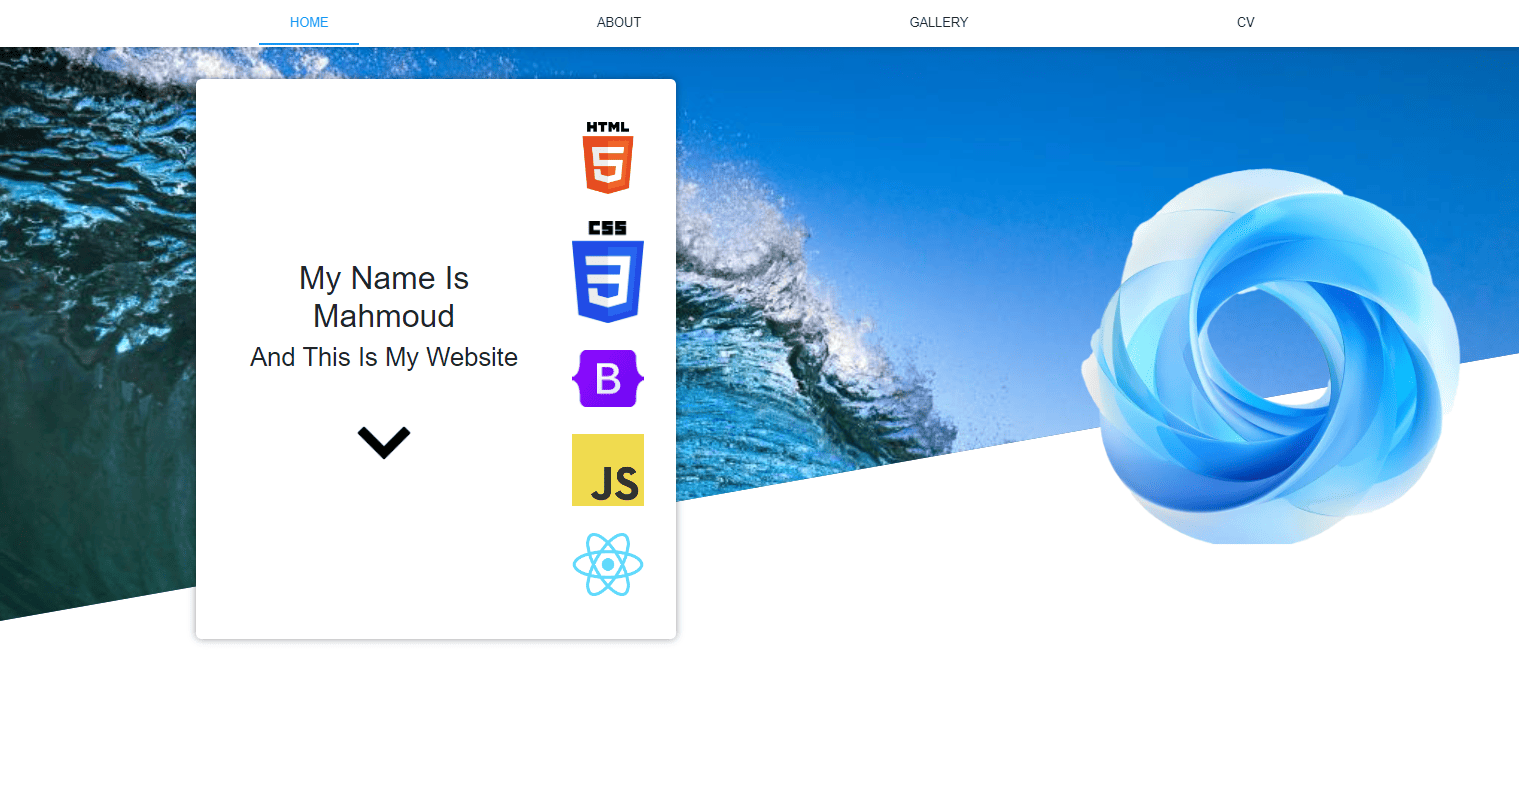 HOME
ABOUT
GALLERY
CV
HTML
5
CSS
3
My Name Is
Mahmoud
And This Is My Website
B
JS